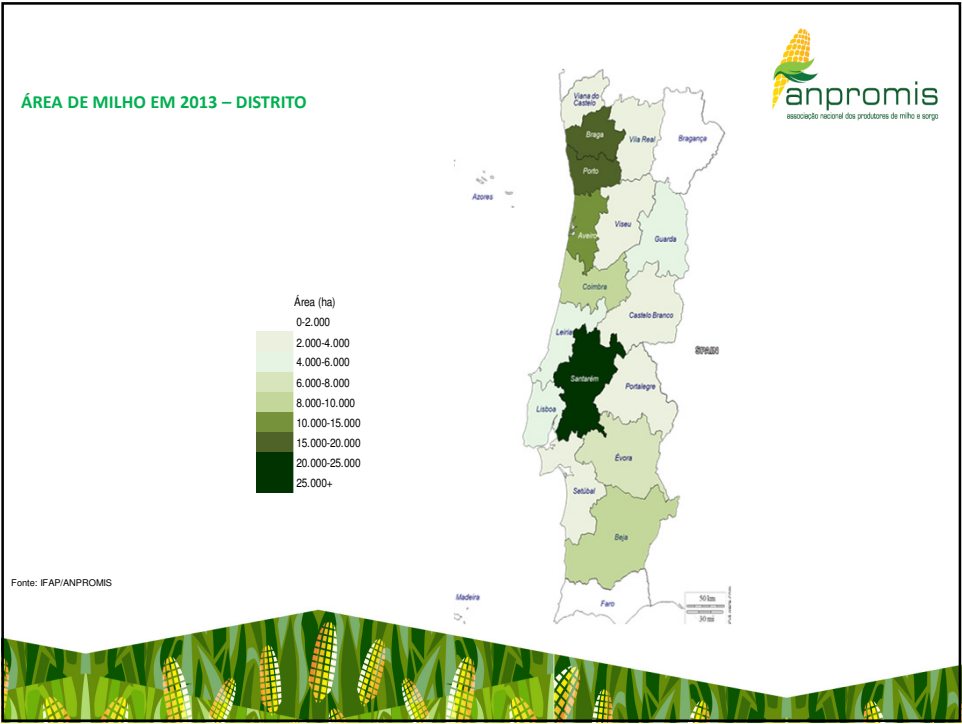 ÁREA DE MILHO EM 2013 – DISTRITO
anpromis
associação nacional dos produtores de milho e sorgo
Viana do
Castelo
Braga
Vila Real
Bragança
Porto
Azores
Viseu
Aveiro
Guarda
Coimbra
Área (ha)
0-2.000
2.000-4.000
4.000-6.000
6.000-8.000
8.000-10.000
10.000-15.000
15.000-20.000
20.000-25.000
25.000+
Castelo Branco
Leiria
SPAIN
Santarém
Portalegre
Lisboa
Évora
Setúbal
Beja
Fonte: IFAP/ANPROMIS
Madeira
Faro
50 km
30 mi